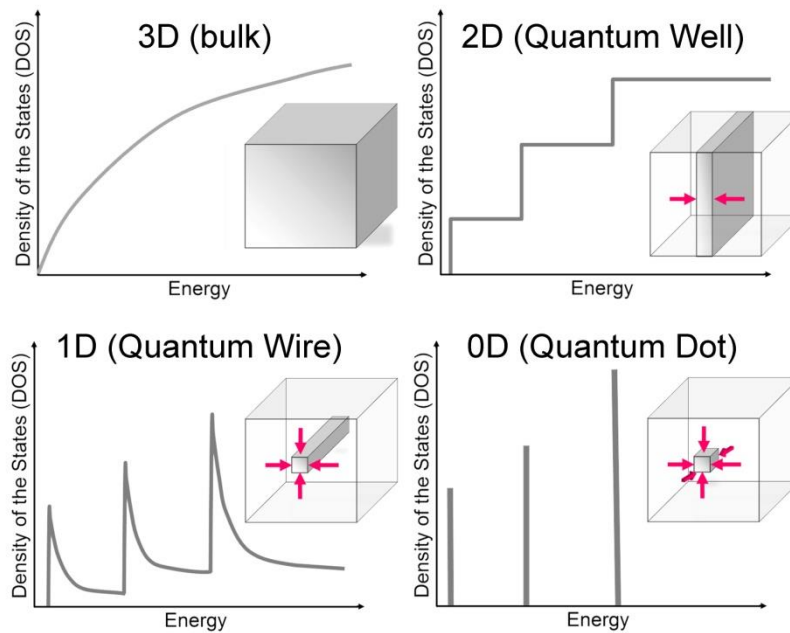 3D (bulk)
Density of the States (DOS)
Energy
2D (Quantum Well)
Density of the States (DOS)
Energy
1D (Quantum Wire)
Density of the States (DOS)
Energy
0D (Quantum Dot)
Density of the States (DOS)
Energy